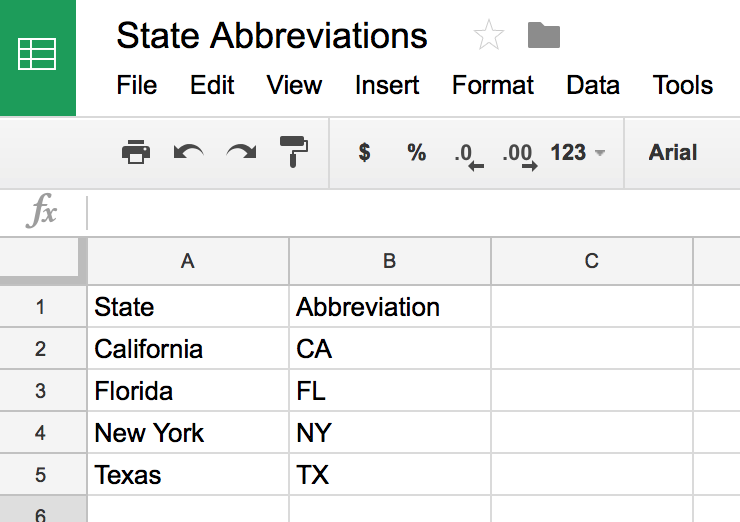 State Abbreviations
File Edit View Insert Format Data Tools
$ % .0 .00 123 Arial
fx
A B C
1 State Abbreviation
2 California CA
3 Florida FL
4 New York NY
5 Texas TX
6